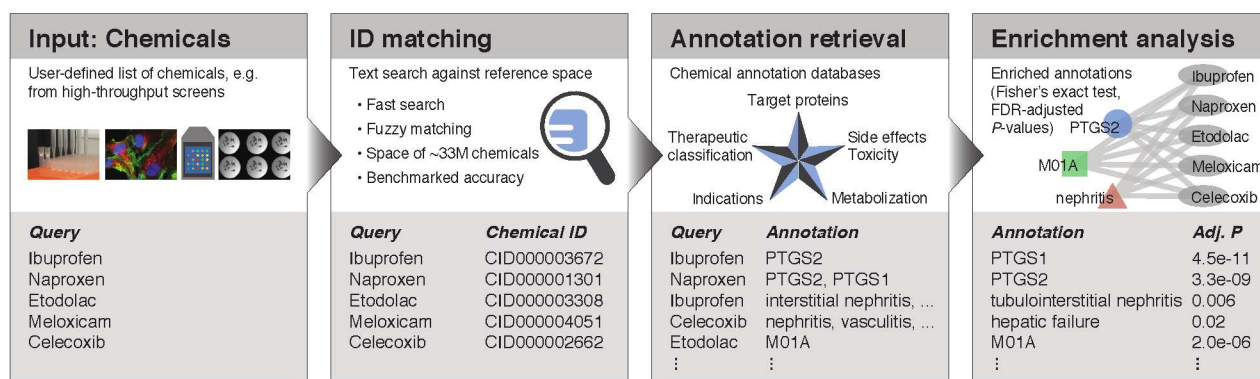 Input: Chemicals
User-defined list of chemicals, e.g.
from high-throughput screens
Query
Ibuprofen
Naproxen
Etodolac
Meloxicam
Celecoxib
ID matching
Text search against reference space
• Fast search
• Fuzzy matching
• Space of ~33M chemicals
• Benchmarked accuracy
Query Chemical ID
Ibuprofen CID000003672
Naproxen CID000001301
Etodolac CID000003308
Meloxicam CID000004051
Celecoxib CID000002662
Annotation retrieval
Chemical annotation databases
Target proteins
Therapeutic
classification
Side effects
Toxicity
Indications
Metabolization
Query Annotation
Ibuprofen PTGS2
Naproxen PTGS2, PTGS1
Ibuprofen interstitial nephritis, ...
Celecoxib nephritis, vasculitis, ...
Etodolac M01A
⋮ ⋮
Enrichment analysis
Enriched annotations
(Fisher's exact test,
FDR-adjusted
P-values)
PTGS2
M01A
nephritis
Ibuprofen
Naproxen
Etodolac
Meloxicam
Celecoxib
Annotation Adj. P
PTGS1 4.5e-11
PTGS2 3.3e-09
tubulointerstitial nephritis 0.006
hepatic failure 0.02
M01A 2.0e-06
⋮ ⋮